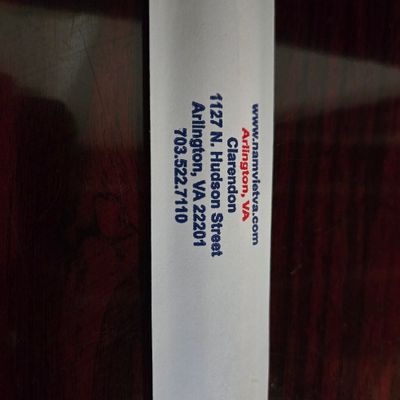 www.namvietva.com
Arlington, VA
Clarendon
1127 N. Hudson Street
Arlington, VA 22201
703.522.7110